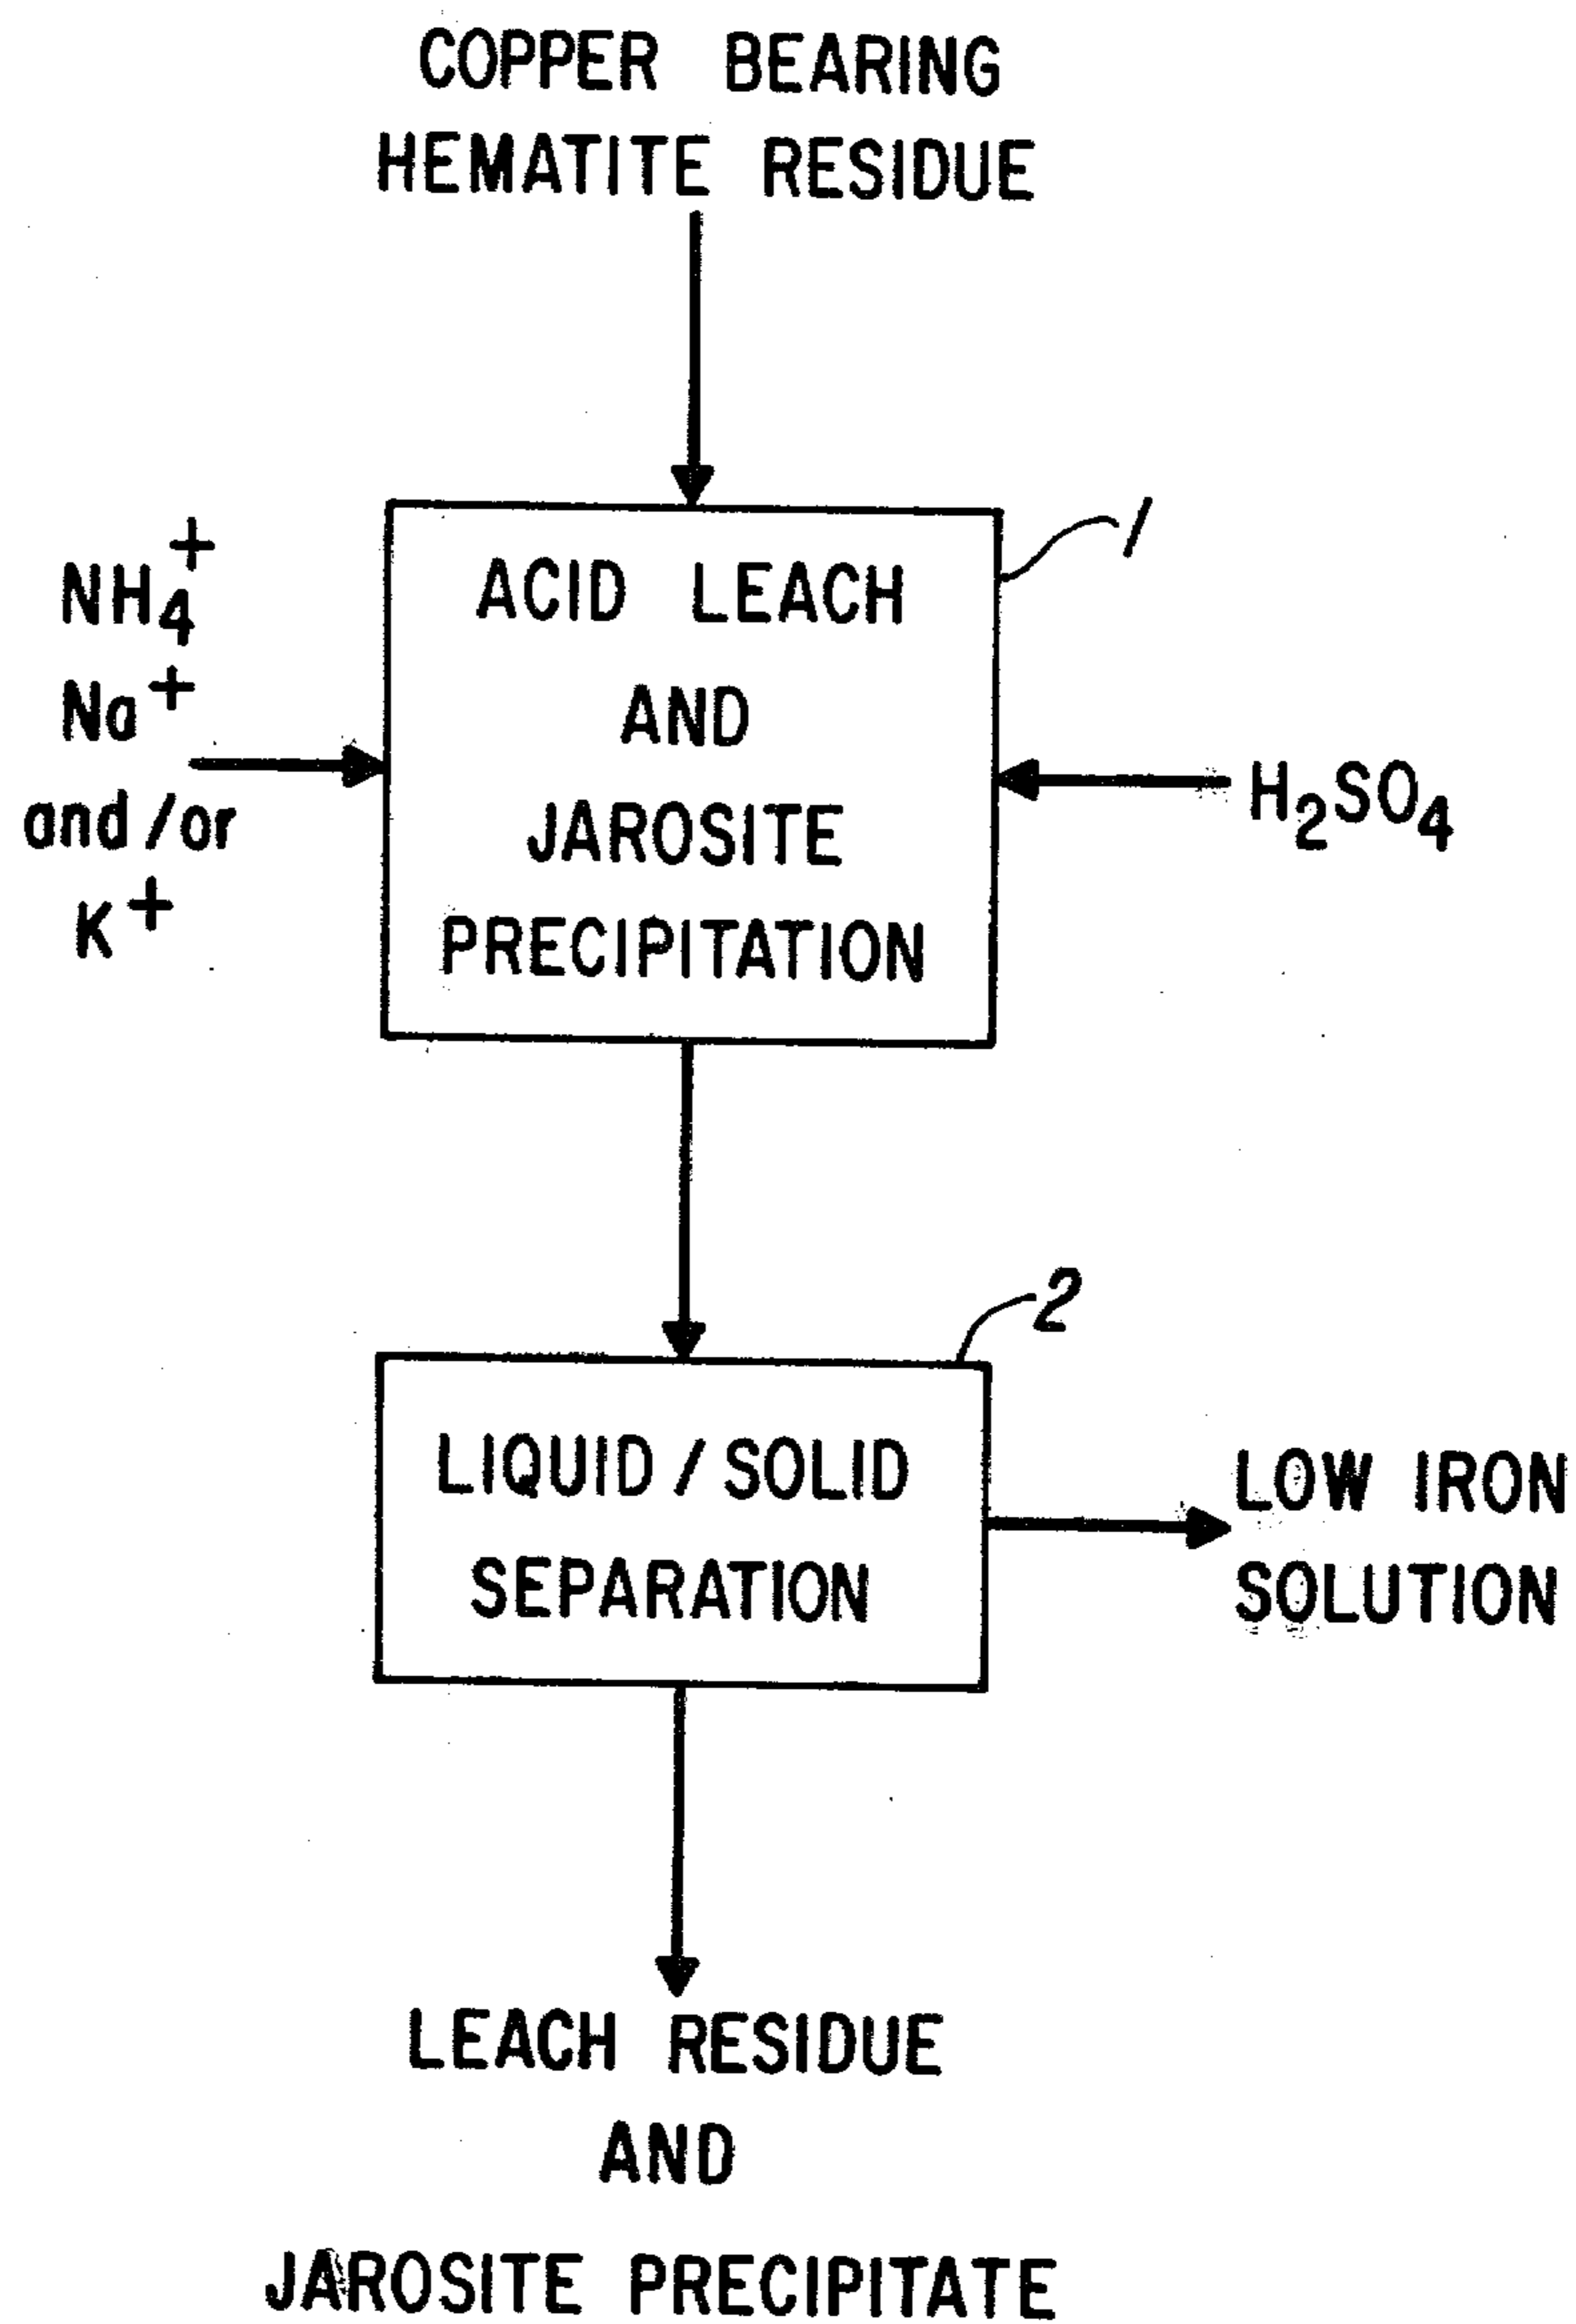 COPPER BEARING
HEMATITE RESIDUE
1
NH₄⁺
Na⁺
and/or
K⁺
ACID LEACH
AND
JAROSITE
PRECIPITATION
H₂SO₄
2
LIQUID/SOLID
SEPARATION
LOW IRON
SOLUTION
LEACH RESIDUE
AND
JAROSITE PRECIPITATE